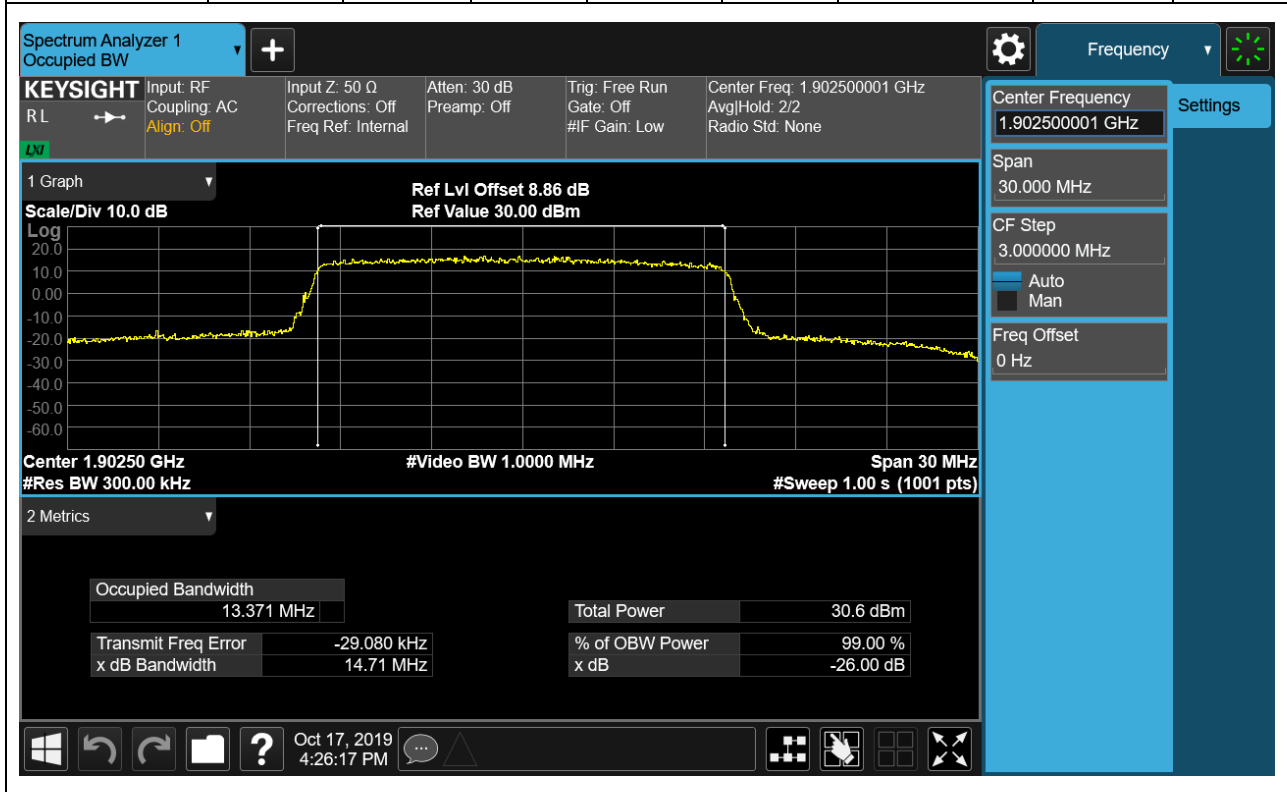 Spectrum Analyzer 1
Occupied BW
Frequency
KEYSIGHT
R L
LXI
Input: RF
Coupling: AC
Align: Off
Input Z: 50 Ω
Corrections: Off
Freq Ref: Internal
Atten: 30 dB
Preamp: Off
Trig: Free Run
Gate: Off
#IF Gain: Low
Center Freq: 1.902500001 GHz
Avg|Hold: 2/2
Radio Std: None
Center Frequency
1.902500001 GHz
Settings
Span
30.000 MHz
CF Step
3.000000 MHz
Auto
Man
Freq Offset
0 Hz
1 Graph
Scale/Div 10.0 dB
Ref Lvl Offset 8.86 dB
Ref Value 30.00 dBm
Log
20.0
10.0
0.00
-10.0
-20.0
-30.0
-40.0
-50.0
-60.0
Center 1.90250 GHz
#Video BW 1.0000 MHz
Span 30 MHz
#Res BW 300.00 kHz
#Sweep 1.00 s (1001 pts)
2 Metrics
Occupied Bandwidth
13.371 MHz
Total Power 30.6 dBm
Transmit Freq Error -29.080 kHz
% of OBW Power 99.00 %
x dB Bandwidth 14.71 MHz
x dB -26.00 dB
?
Oct 17, 2019
4:26:17 PM